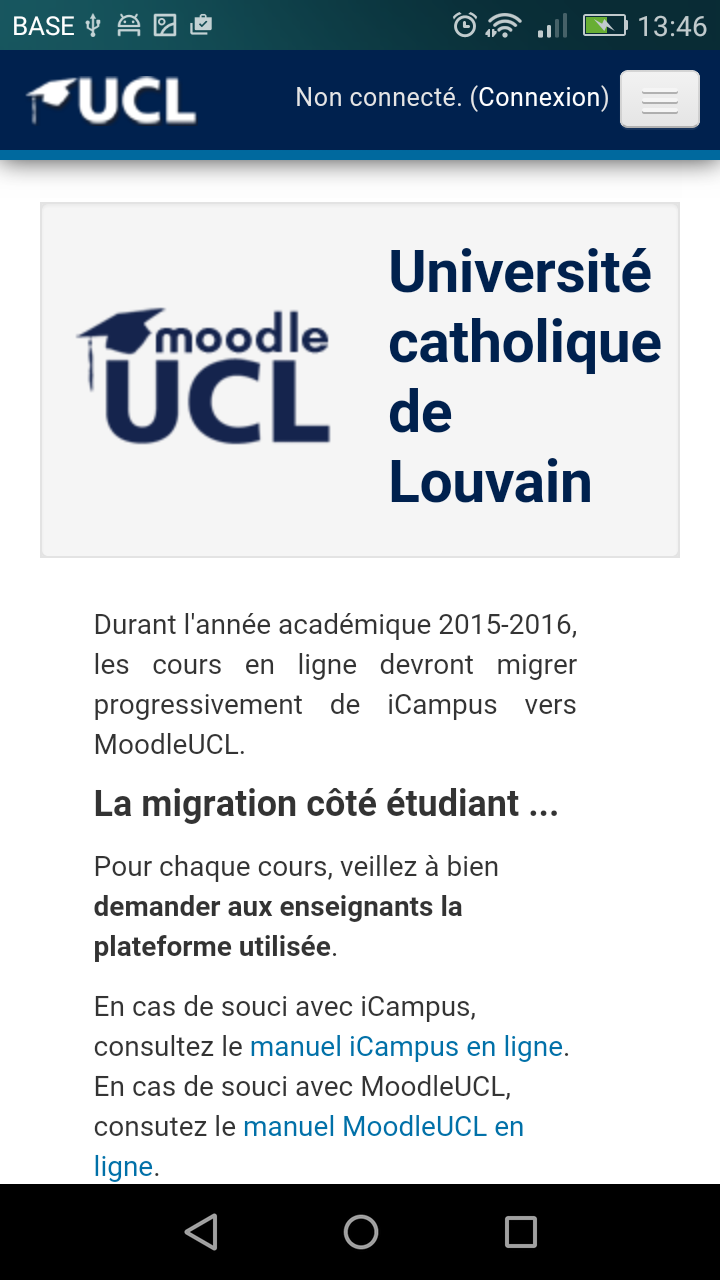 BASE 13:46
UCL Non connecté. (Connexion)
Université
catholique
de
Louvain
moodle
UCL
Durant l'année académique 2015-2016,
les cours en ligne devront migrer
progressivement de iCampus vers
MoodleUCL.
La migration côté étudiant ...
Pour chaque cours, veillez à bien
demander aux enseignants la
plateforme utilisée.
En cas de souci avec iCampus,
consultez le manuel iCampus en ligne.
En cas de souci avec MoodleUCL,
consutez le manuel MoodleUCL en
ligne.